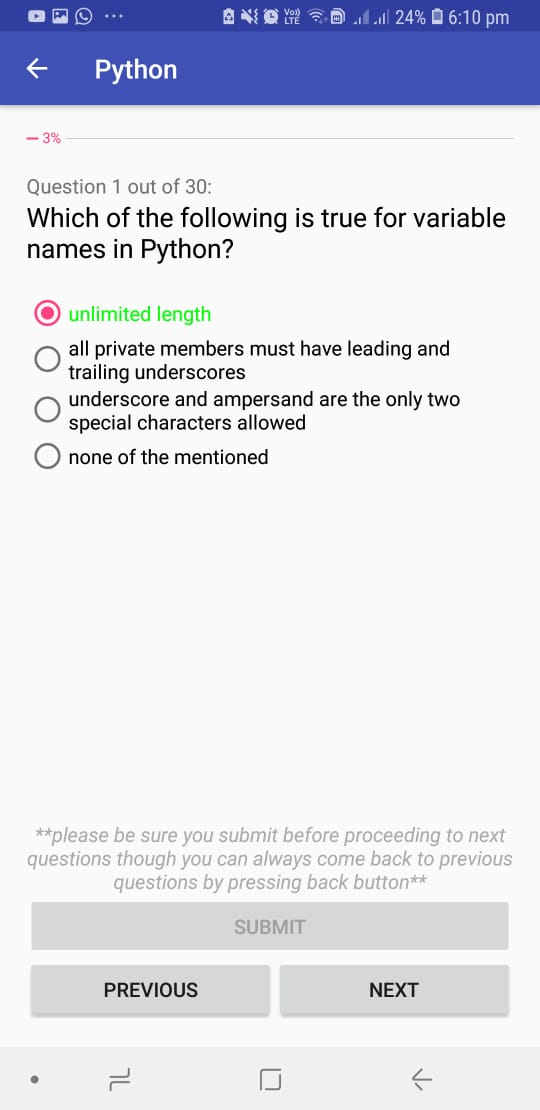 Vo))
LTE
24%
6:10 pm
Python
3%
Question 1 out of 30:
Which of the following is true for variable
names in Python?
unlimited length
all private members must have leading and
trailing underscores
underscore and ampersand are the only two
special characters allowed
none of the mentioned
**please be sure you submit before proceeding to next
questions though you can always come back to previous
questions by pressing back button**
SUBMIT
PREVIOUS
NEXT